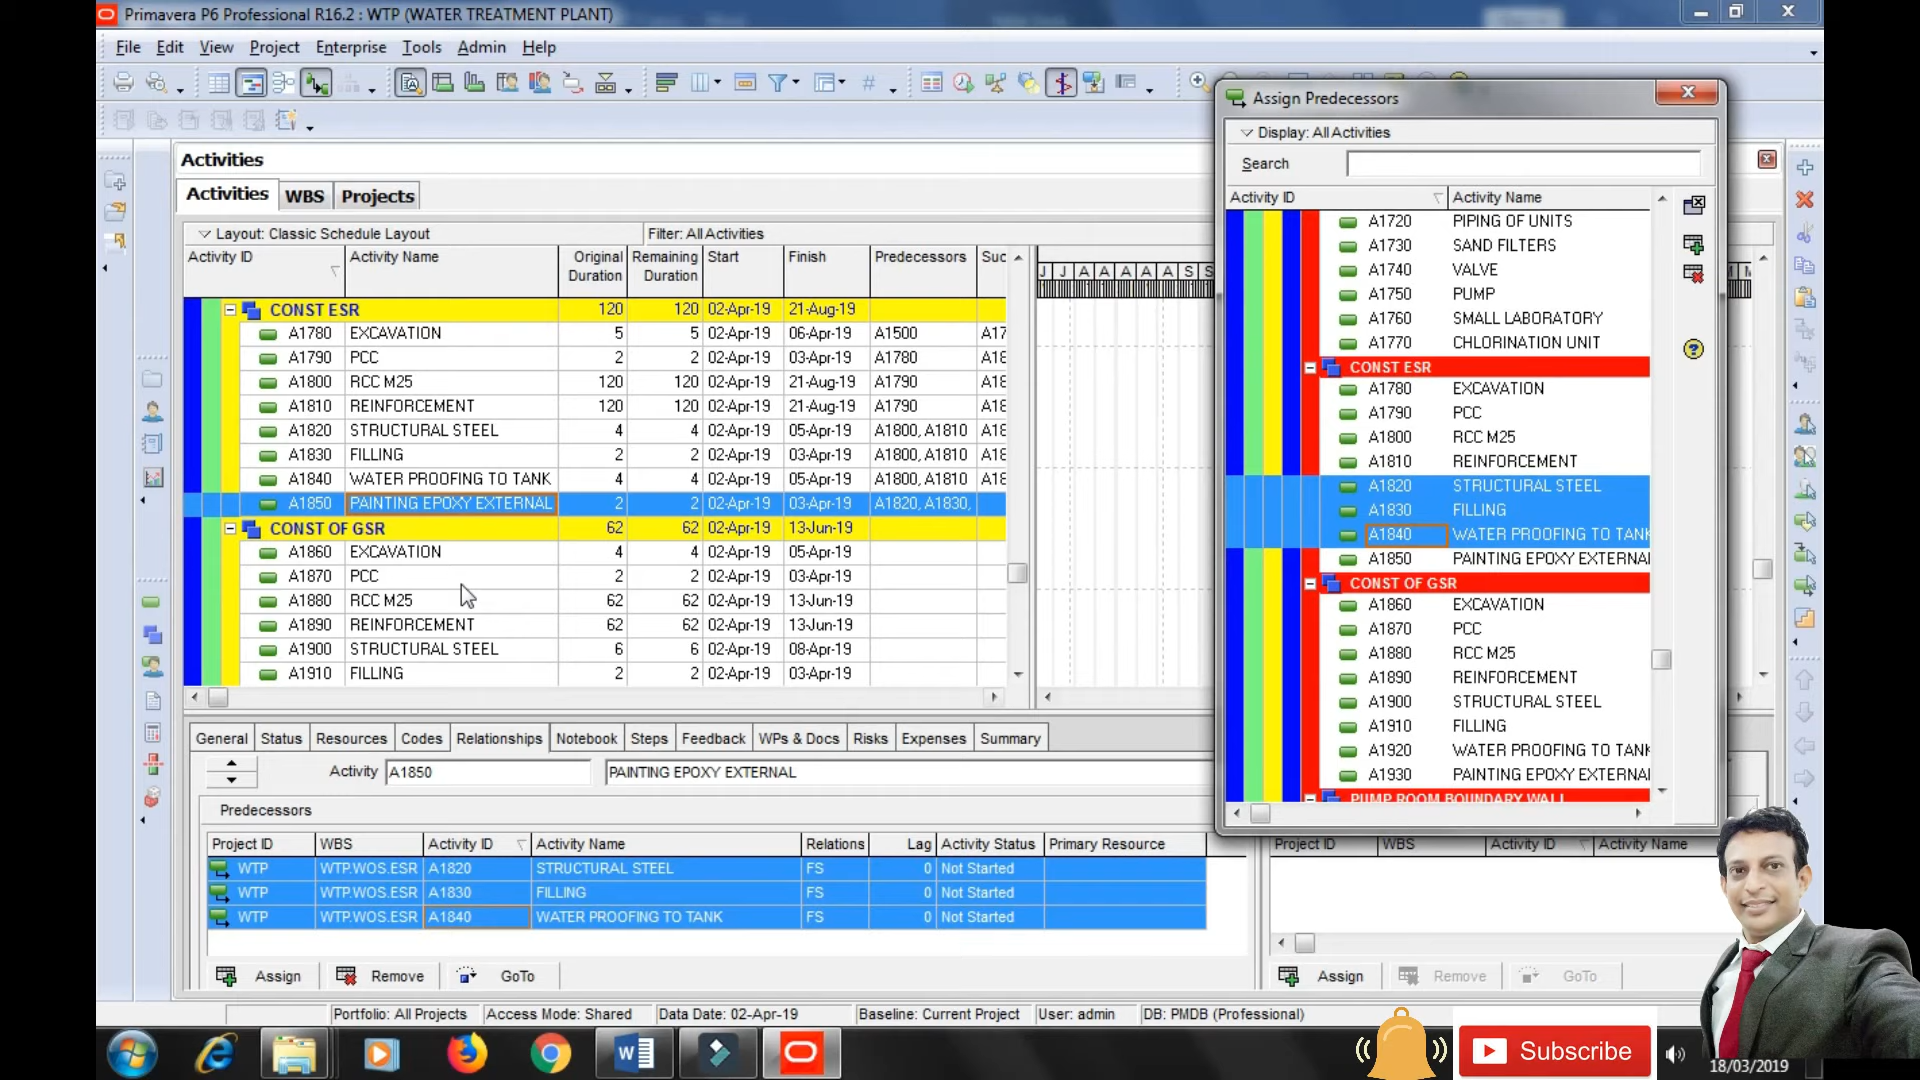 Primavera P6 Professional R16.2 : WTP (WATER TREATMENT PLANT)
File Edit View Project Enterprise Tools Admin Help
Activities
Activities WBS Projects
Layout: Classic Schedule Layout Filter: All Activities
Activity ID Activity Name Original Duration Remaining Duration Start Finish Predecessors Suc
J J A A A A A S S
CONST ESR 120 120 02-Apr-19 21-Aug-19
A1780 EXCAVATION 5 5 02-Apr-19 06-Apr-19 A1500 A17
A1790 PCC 2 2 02-Apr-19 03-Apr-19 A1780 A18
A1800 RCC M25 120 120 02-Apr-19 21-Aug-19 A1790 A18
A1810 REINFORCEMENT 120 120 02-Apr-19 21-Aug-19 A1790 A18
A1820 STRUCTURAL STEEL 4 4 02-Apr-19 05-Apr-19 A1800, A1810 A18
A1830 FILLING 2 2 02-Apr-19 03-Apr-19 A1800, A1810 A18
A1840 WATER PROOFING TO TANK 4 4 02-Apr-19 05-Apr-19 A1800, A1810 A18
A1850 PAINTING EPOXY EXTERNAL 2 2 02-Apr-19 03-Apr-19 A1820, A1830,
CONST OF GSR 62 62 02-Apr-19 13-Jun-19
A1860 EXCAVATION 4 4 02-Apr-19 05-Apr-19
A1870 PCC 2 2 02-Apr-19 03-Apr-19
A1880 RCC M25 62 62 02-Apr-19 13-Jun-19
A1890 REINFORCEMENT 62 62 02-Apr-19 13-Jun-19
A1900 STRUCTURAL STEEL 6 6 02-Apr-19 08-Apr-19
A1910 FILLING 2 2 02-Apr-19 03-Apr-19
General Status Resources Codes Relationships Notebook Steps Feedback WPs & Docs Risks Expenses Summary
Activity A1850 PAINTING EPOXY EXTERNAL
Predecessors
Project ID WBS Activity ID Activity Name Relations Lag Activity Status Primary Resource
WTP WTP.WOS.ESR A1820 STRUCTURAL STEEL FS 0 Not Started
WTP WTP.WOS.ESR A1830 FILLING FS 0 Not Started
WTP WTP.WOS.ESR A1840 WATER PROOFING TO TANK FS 0 Not Started
Assign Remove GoTo
Project ID WBS Activity ID Activity Name
Assign Remove GoTo
Portfolio: All Projects Access Mode: Shared Data Date: 02-Apr-19 Baseline: Current Project User: admin DB: PMDB (Professional)
Assign Predecessors
Display: All Activities
Search
Activity ID Activity Name
A1720 PIPING OF UNITS
A1730 SAND FILTERS
A1740 VALVE
A1750 PUMP
A1760 SMALL LABORATORY
A1770 CHLORINATION UNIT
CONST ESR
A1780 EXCAVATION
A1790 PCC
A1800 RCC M25
A1810 REINFORCEMENT
A1820 STRUCTURAL STEEL
A1830 FILLING
A1840 WATER PROOFING TO TANK
A1850 PAINTING EPOXY EXTERNAL
CONST OF GSR
A1860 EXCAVATION
A1870 PCC
A1880 RCC M25
A1890 REINFORCEMENT
A1900 STRUCTURAL STEEL
A1910 FILLING
A1920 WATER PROOFING TO TANK
A1930 PAINTING EPOXY EXTERNAL
PUMP ROOM BOUNDARY WALL
Subscribe
18/03/2019